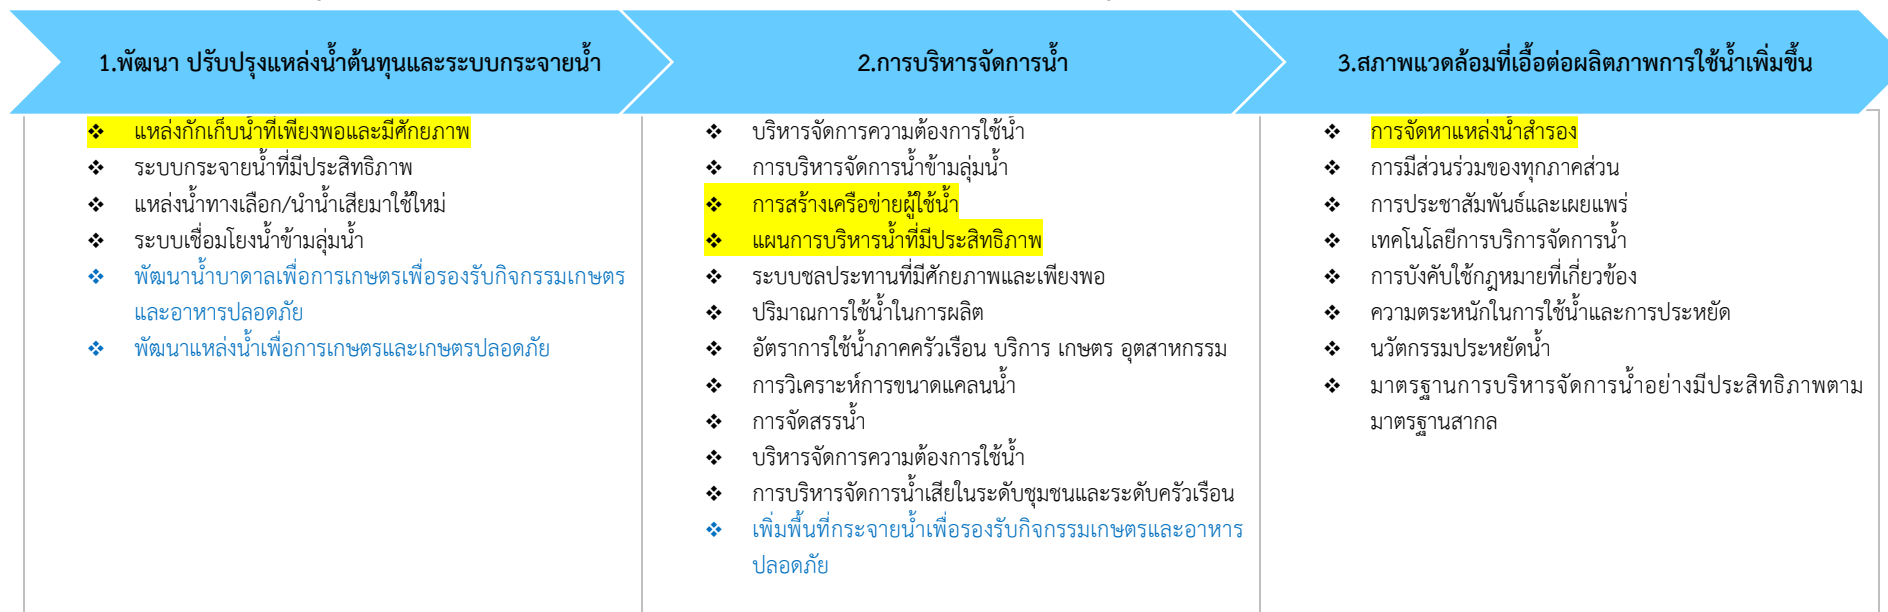 1.พัฒนา ปรับปรุงแหล่งน้ำต้นทุนและระบบกระจายน้ำ
❖ แหล่งกักเก็บน้ำที่เพียงพอและมีศักยภาพ
❖ ระบบกระจายน้ำที่มีประสิทธิภาพ
❖ แหล่งน้ำทางเลือก/นำน้ำเสียมาใช้ใหม่
❖ ระบบเชื่อมโยงน้ำข้ามลุ่มน้ำ
❖ พัฒนาน้ำบาดาลเพื่อการเกษตรเพื่อรองรับกิจกรรมเกษตร
และอาหารปลอดภัย
❖ พัฒนาแหล่งน้ำเพื่อการเกษตรและเกษตรปลอดภัย
2.การบริหารจัดการน้ำ
❖ บริหารจัดการความต้องการใช้น้ำ
❖ การบริหารจัดการน้ำข้ามลุ่มน้ำ
❖ การสร้างเครือข่ายผู้ใช้น้ำ
❖ แผนการบริหารน้ำที่มีประสิทธิภาพ
❖ ระบบชลประทานที่มีศักยภาพและเพียงพอ
❖ ปริมาณการใช้น้ำในการผลิต
❖ อัตราการใช้น้ำภาคครัวเรือน บริการ เกษตร อุตสาหกรรม
❖ การวิเคราะห์การขนาดแคลนน้ำ
❖ การจัดสรรน้ำ
❖ บริหารจัดการความต้องการใช้น้ำ
❖ การบริหารจัดการน้ำเสียในระดับชุมชนและระดับครัวเรือน
❖ เพิ่มพื้นที่กระจายน้ำเพื่อรองรับกิจกรรมเกษตรและอาหาร
ปลอดภัย
3.สภาพแวดล้อมที่เอื้อต่อผลิตภาพการใช้น้ำเพิ่มขึ้น
❖ การจัดหาแหล่งน้ำสำรอง
❖ การมีส่วนร่วมของทุกภาคส่วน
❖ การประชาสัมพันธ์และเผยแพร่
❖ เทคโนโลยีการบริการจัดการน้ำ
❖ การบังคับใช้กฎหมายที่เกี่ยวข้อง
❖ ความตระหนักในการใช้น้ำและการประหยัด
❖ นวัตกรรมประหยัดน้ำ
❖ มาตรฐานการบริหารจัดการน้ำอย่างมีประสิทธิภาพตาม
มาตรฐานสากล